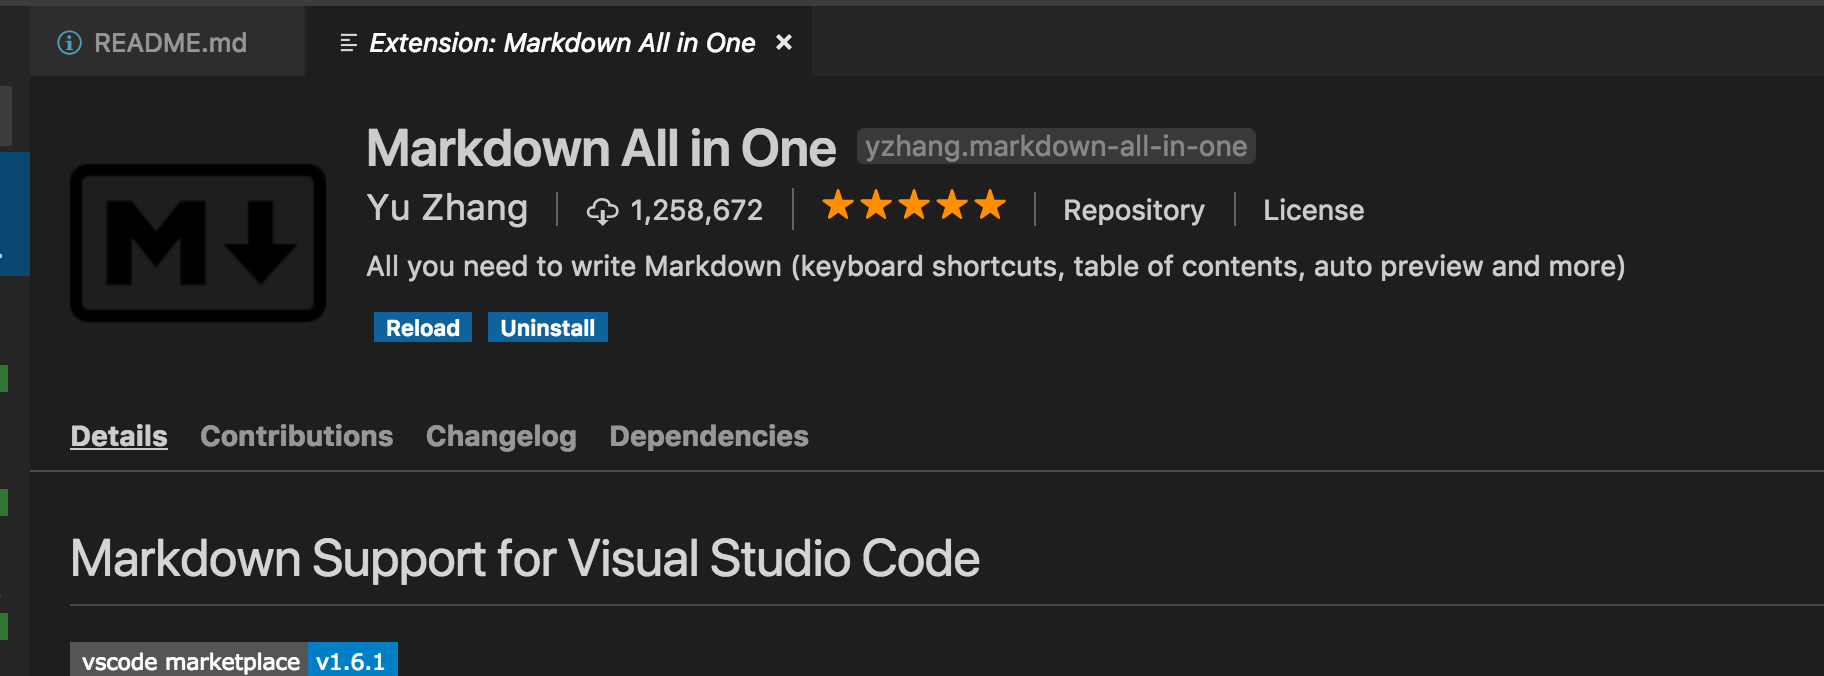 README.md
Extension: Markdown All in One ×
Markdown All in One yzhang.markdown-all-in-one
Yu Zhang 1,258,672 Repository License
All you need to write Markdown (keyboard shortcuts, table of contents, auto preview and more)
M
Reload Uninstall
Details Contributions Changelog Dependencies
Markdown Support for Visual Studio Code
vscode marketplace v1.6.1